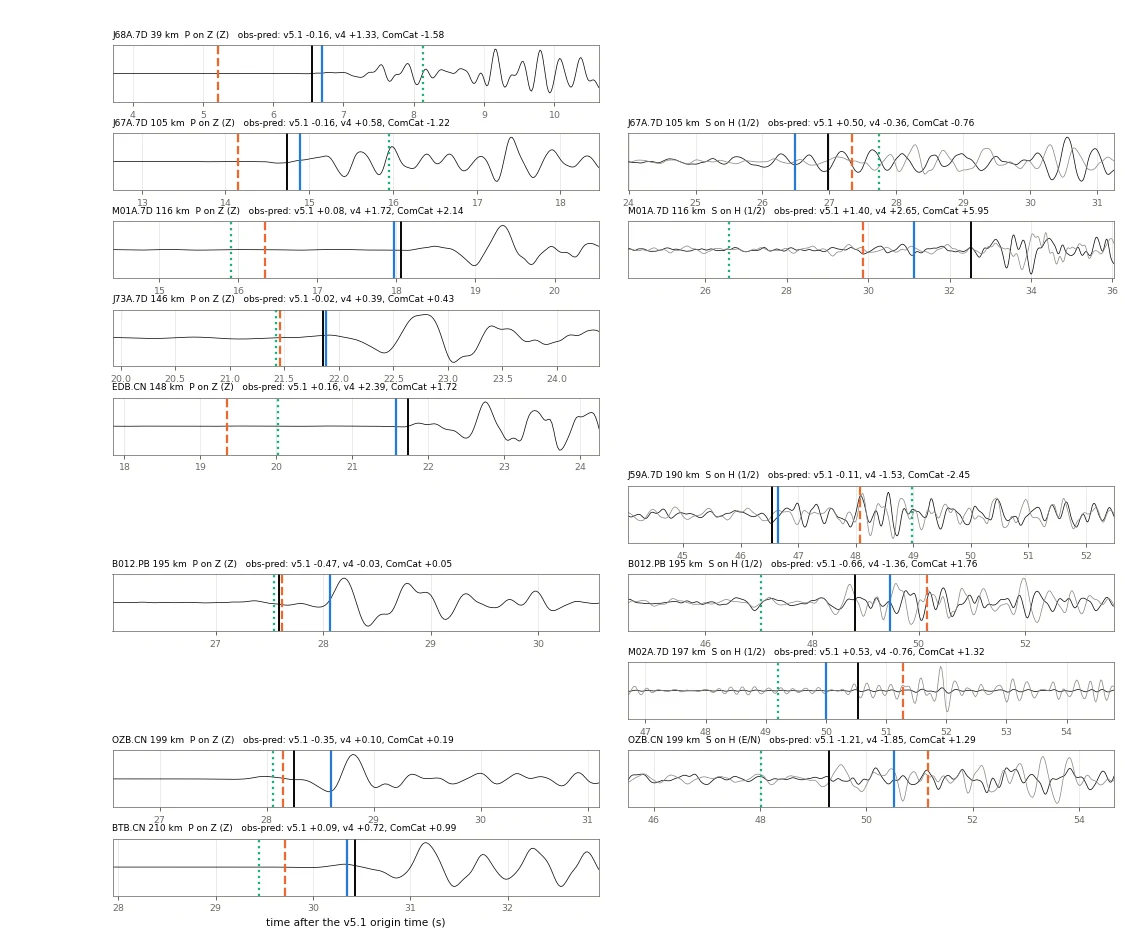 J68A.7D 39 km  P on Z (Z)   obs-pred: v5.1 -0.16, v4 +1.33, ComCat -1.58
4 5 6 7 8 9 10
J67A.7D 105 km  P on Z (Z)   obs-pred: v5.1 -0.16, v4 +0.58, ComCat -1.22
13 14 15 16 17 18
J67A.7D 105 km  S on H (1/2)   obs-pred: v5.1 +0.50, v4 -0.36, ComCat -0.76
24 25 26 27 28 29 30 31
M01A.7D 116 km  P on Z (Z)   obs-pred: v5.1 +0.08, v4 +1.72, ComCat +2.14
15 16 17 18 19 20
M01A.7D 116 km  S on H (1/2)   obs-pred: v5.1 +1.40, v4 +2.65, ComCat +5.95
26 28 30 32 34 36
J73A.7D 146 km  P on Z (Z)   obs-pred: v5.1 -0.02, v4 +0.39, ComCat +0.43
20.0 20.5 21.0 21.5 22.0 22.5 23.0 23.5 24.0
EDB.CN 148 km  P on Z (Z)   obs-pred: v5.1 +0.16, v4 +2.39, ComCat +1.72
18 19 20 21 22 23 24
J59A.7D 190 km  S on H (1/2)   obs-pred: v5.1 -0.11, v4 -1.53, ComCat -2.45
45 46 47 48 49 50 51 52
B012.PB 195 km  P on Z (Z)   obs-pred: v5.1 -0.47, v4 -0.03, ComCat +0.05
27 28 29 30
B012.PB 195 km  S on H (1/2)   obs-pred: v5.1 -0.66, v4 -1.36, ComCat +1.76
46 48 50 52
M02A.7D 197 km  S on H (1/2)   obs-pred: v5.1 +0.53, v4 -0.76, ComCat +1.32
47 48 49 50 51 52 53 54
OZB.CN 199 km  P on Z (Z)   obs-pred: v5.1 -0.35, v4 +0.10, ComCat +0.19
27 28 29 30 31
OZB.CN 199 km  S on H (E/N)   obs-pred: v5.1 -1.21, v4 -1.85, ComCat +1.29
46 48 50 52 54
BTB.CN 210 km  P on Z (Z)   obs-pred: v5.1 +0.09, v4 +0.72, ComCat +0.99
28 29 30 31 32
time after the v5.1 origin time (s)